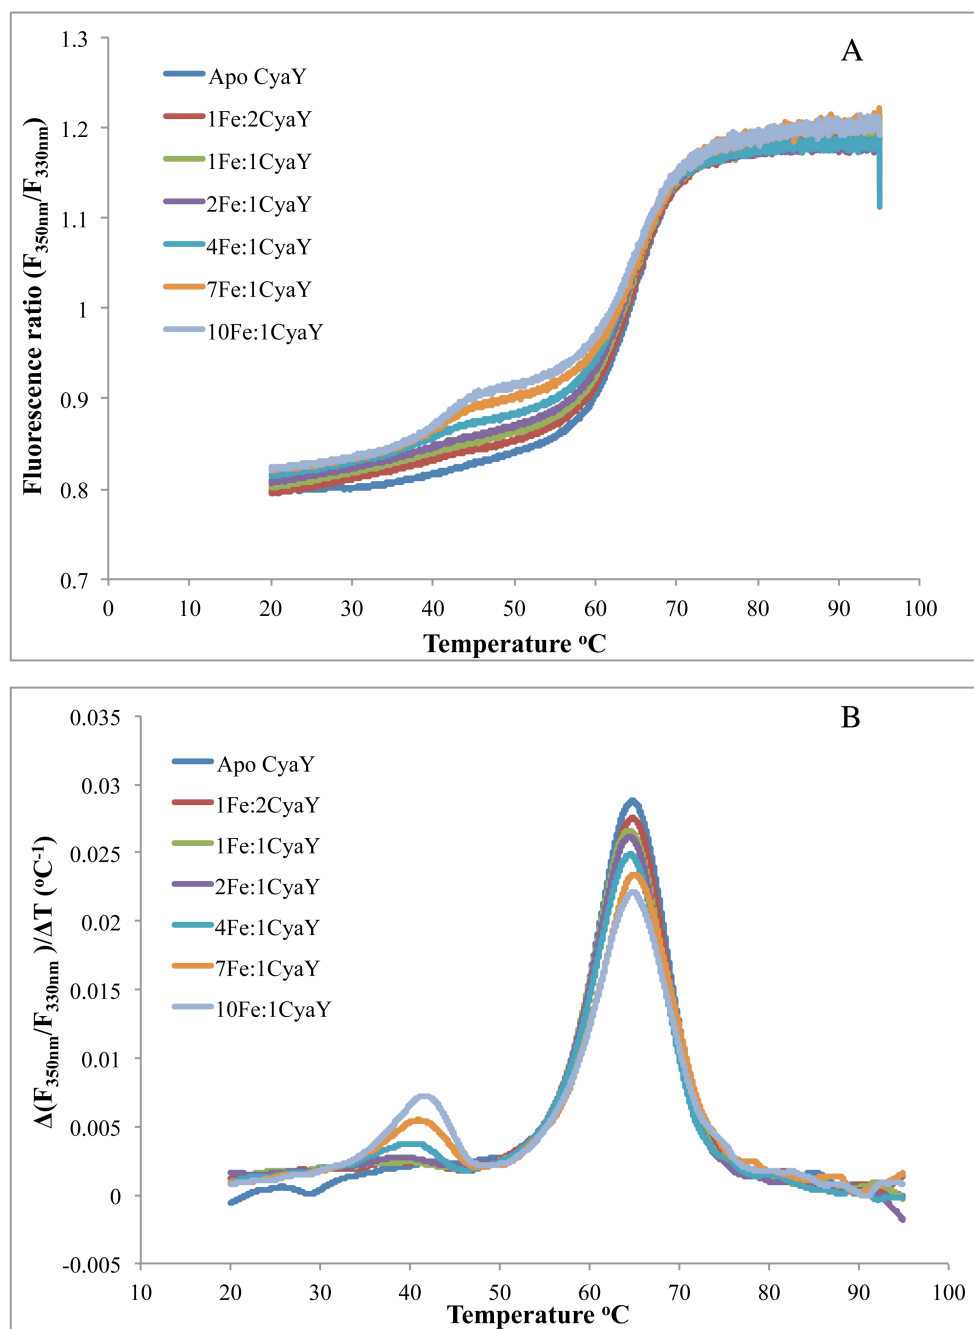 A
1.3
1.2
1.1
1
0.9
0.8
0.7
Fluorescence ratio (F350nm/F330nm)
Apo CyaY
1Fe:2CyaY
1Fe:1CyaY
2Fe:1CyaY
4Fe:1CyaY
7Fe:1CyaY
10Fe:1CyaY
0 10 20 30 40 50 60 70 80 90 100
Temperature °C
B
0.035
0.03
0.025
0.02
0.015
0.01
0.005
0
-0.005
Δ(F350nm/F330nm )/ΔT (°C-1)
Apo CyaY
1Fe:2CyaY
1Fe:1CyaY
2Fe:1CyaY
4Fe:1CyaY
7Fe:1CyaY
10Fe:1CyaY
10 20 30 40 50 60 70 80 90 100
Temperature °C